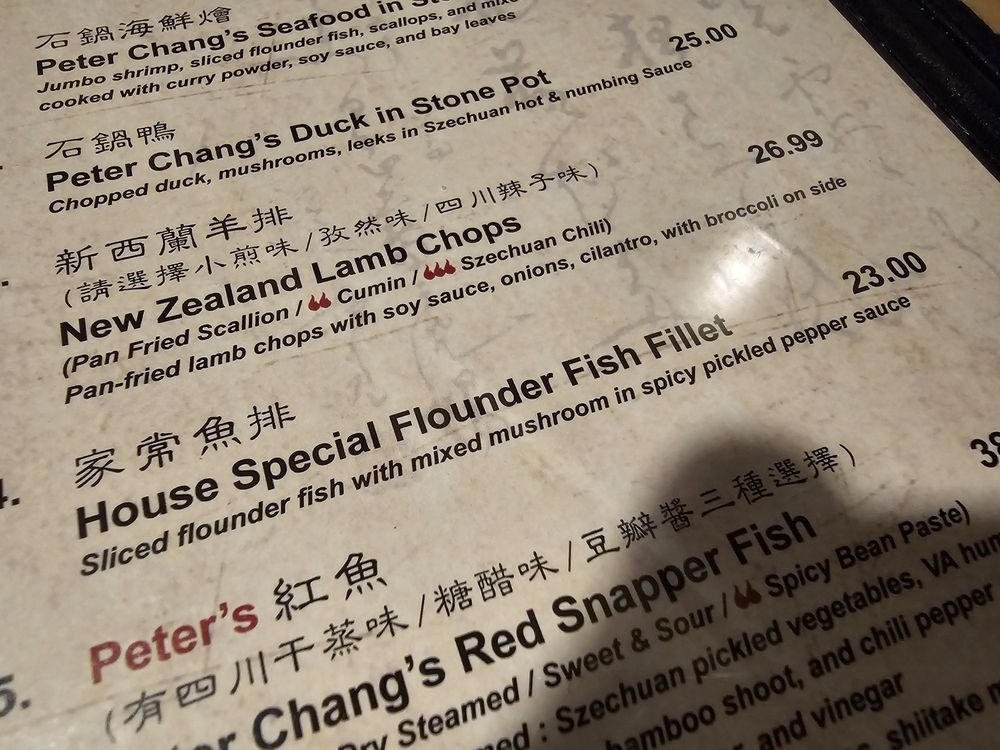 石鍋海鮮燴
Peter Chang's Seafood in
Jumbo shrimp, sliced flounder fish, scallops, and
cooked with curry powder, soy sauce, and bay leaves
石鍋鴨 25.00
Peter Chang's Duck in Stone Pot
Chopped duck, mushrooms, leeks in Szechuan hot & numbing Sauce
新西蘭羊排 26.99
(請選擇小煎味/孜然味/四川辣子味)
New Zealand Lamb Chops
(Pan Fried Scallion / Cumin / Szechuan Chili)
Pan-fried lamb chops with soy sauce, onions, cilantro, with broccoli on side
家常魚排 23.00
House Special Flounder Fish Fillet
Sliced flounder fish with mixed mushroom in spicy pickled pepper sauce
5. Peter's 紅魚 38
(有四川干蒸味/糖醋味/豆瓣醬三種選擇)
Chang's Red Snapper Fish
Dry Steamed / Sweet & Sour / Spicy Bean Paste)
: Szechuan pickled vegetables, VA
bamboo shoot, and chili pepper
and vinegar
shiitake